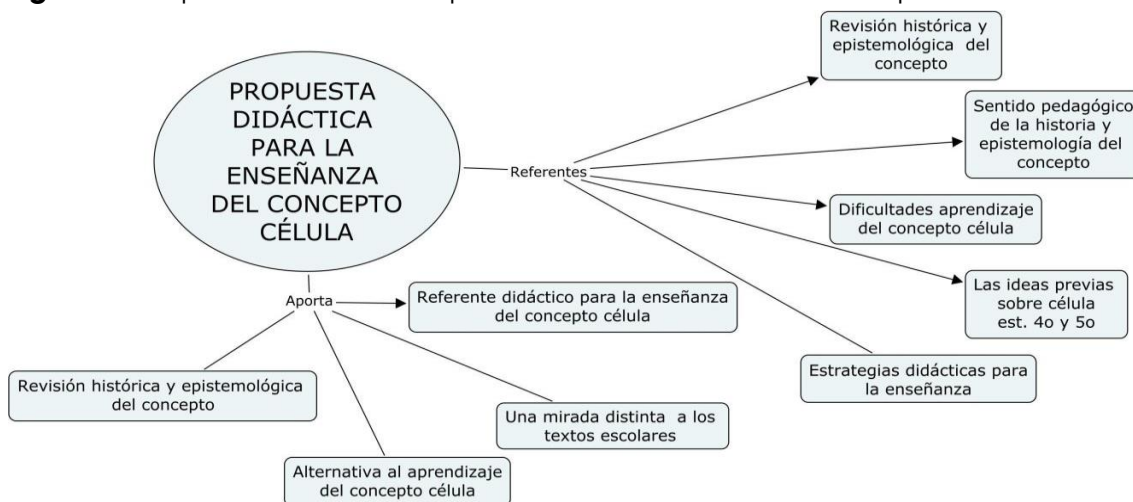 PROPUESTA
DIDÁCTICA
PARA LA
ENSEÑANZA
DEL CONCEPTO
CÉLULA
Referentes
Revisión histórica y
epistemológica del
concepto
Sentido pedagógico
de la historia y
epistemología del
concepto
Dificultades aprendizaje
del concepto célula
Las ideas previas
sobre célula
est. 4o y 5o
Estrategias didácticas para
la enseñanza
Aporta
Referente didáctico para la enseñanza
del concepto célula
Revisión histórica y epistemológica
del concepto
Una mirada distinta a los
textos escolares
Alternativa al aprendizaje
del concepto célula